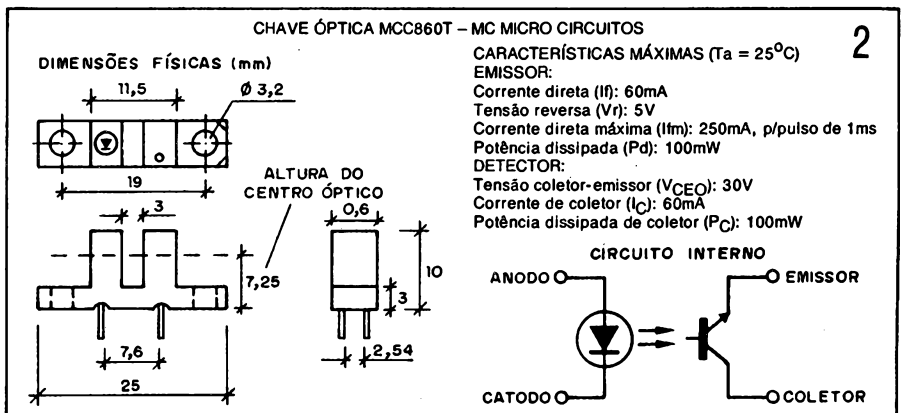 CHAVE ÓPTICA MCC860T – MC MICRO CIRCUITOS
2
DIMENSÕES FÍSICAS (mm)
11,5
Ø 3,2
19
ALTURA DO
CENTRO ÓPTICO
3
0,6
7,25
10
3
7,6
2,54
25
CARACTERÍSTICAS MÁXIMAS (Ta = 25ºC)
EMISSOR:
Corrente direta (If): 60mA
Tensão reversa (Vr): 5V
Corrente direta máxima (Ifm): 250mA, p/pulso de 1ms
Potência dissipada (Pd): 100mW
DETECTOR:
Tensão coletor-emissor (VCEO): 30V
Corrente de coletor (IC): 60mA
Potência dissipada de coletor (PC): 100mW
CIRCUITO INTERNO
ANODO
EMISSOR
CATODO
COLETOR